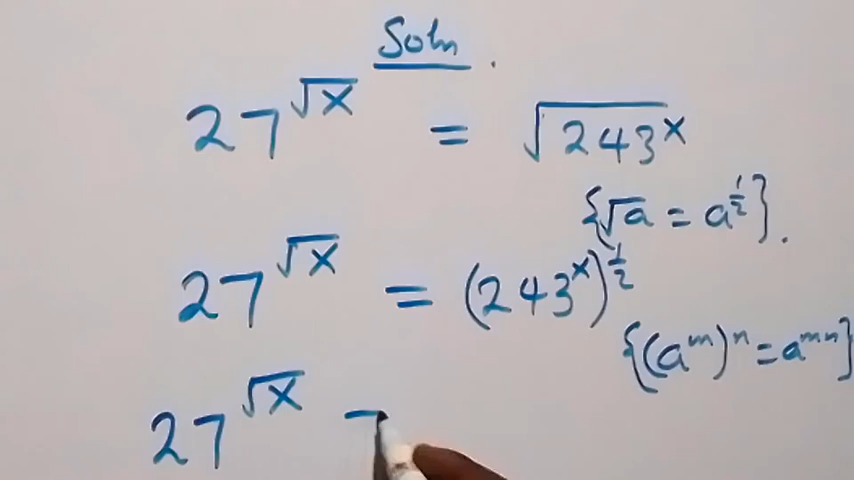 Soln.
27^√x = √243^x
{√a = a^½}.
27^√x = (243^x)^½
{(a^m)^n = a^mn}
27^√x